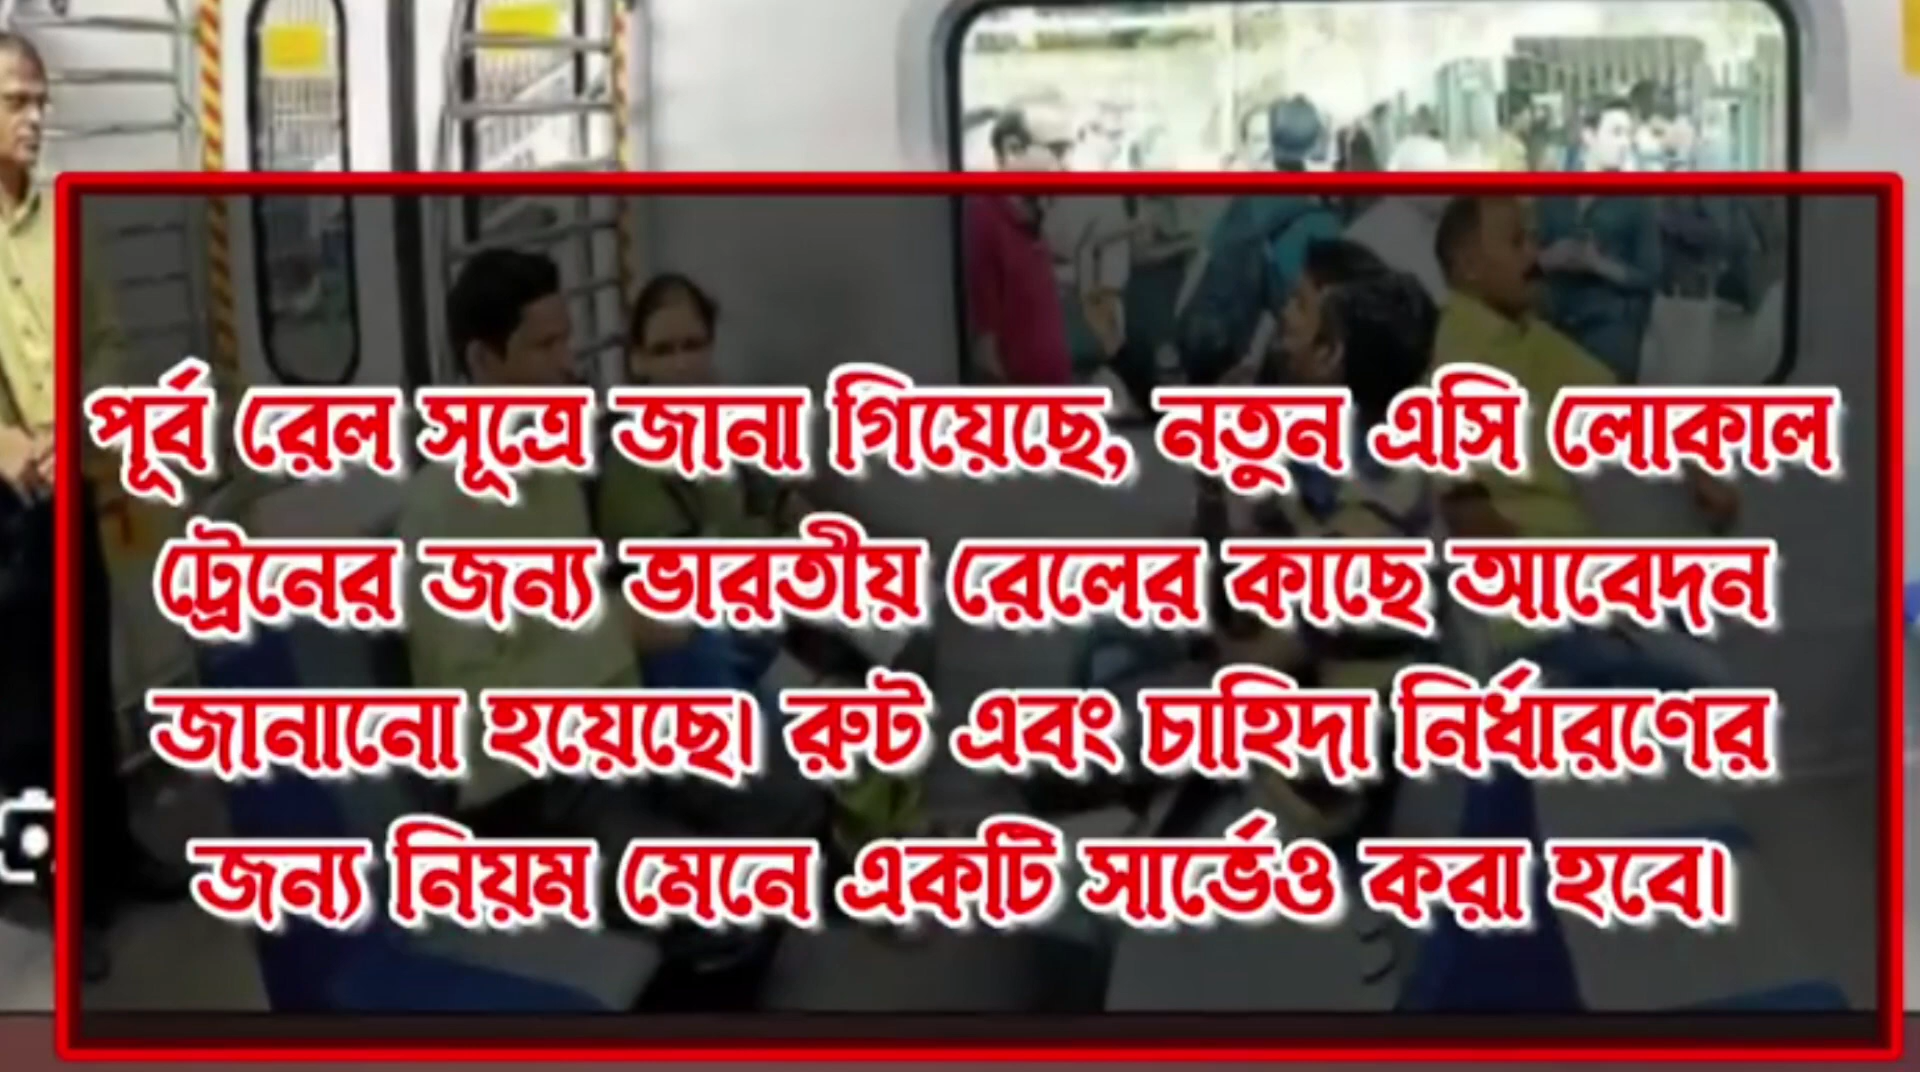 পূর্ব রেল সূত্রে জানা গিয়েছে, নতুন এসি লোকাল
ট্রেনের জন্য ভারতীয় রেলের কাছে আবেদন
জানানো হয়েছে। রুট এবং চাহিদা নির্ধারণের
জন্য নিয়ম মেনে একটি সার্ভেও করা হবে।